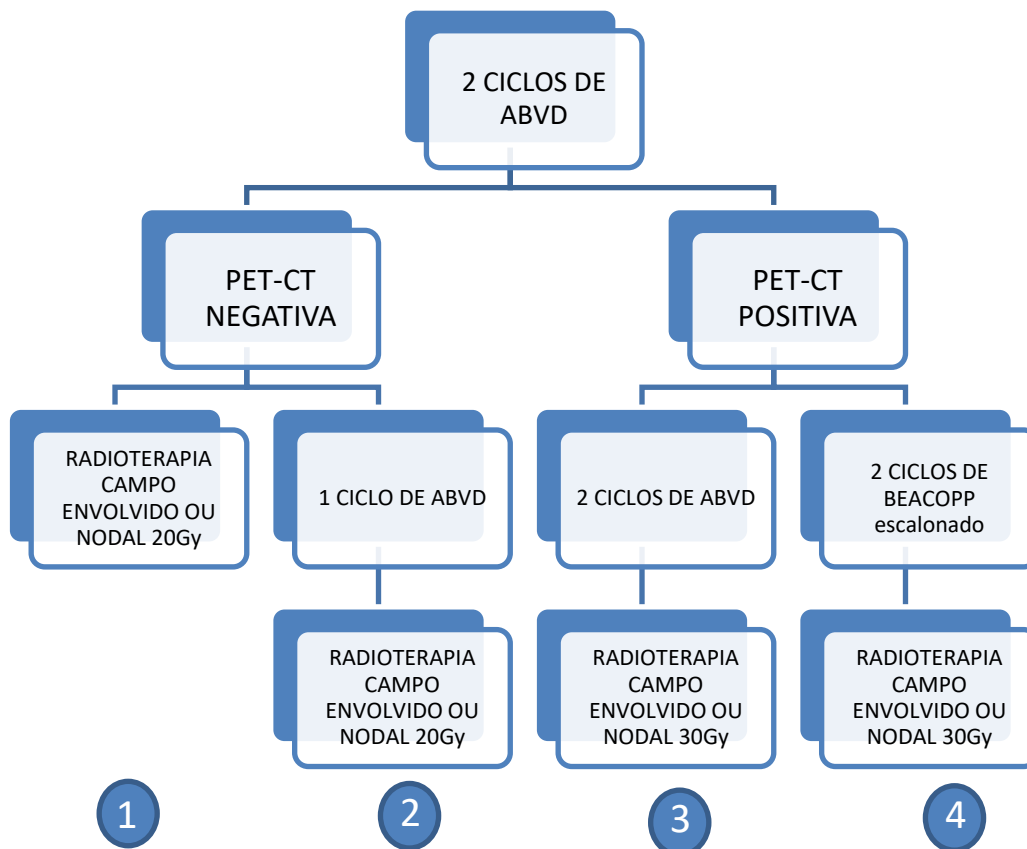 2 CICLOS DE
ABVD
PET-CT
NEGATIVA
PET-CT
POSITIVA
RADIOTERAPIA
CAMPO
ENVOLVIDO OU
NODAL 20Gy
1 CICLO DE ABVD
2 CICLOS DE ABVD
2 CICLOS DE
BEACOPP
escalonado
RADIOTERAPIA
CAMPO
ENVOLVIDO OU
NODAL 20Gy
RADIOTERAPIA
CAMPO
ENVOLVIDO OU
NODAL 30Gy
RADIOTERAPIA
CAMPO
ENVOLVIDO OU
NODAL 30Gy
1
2
3
4